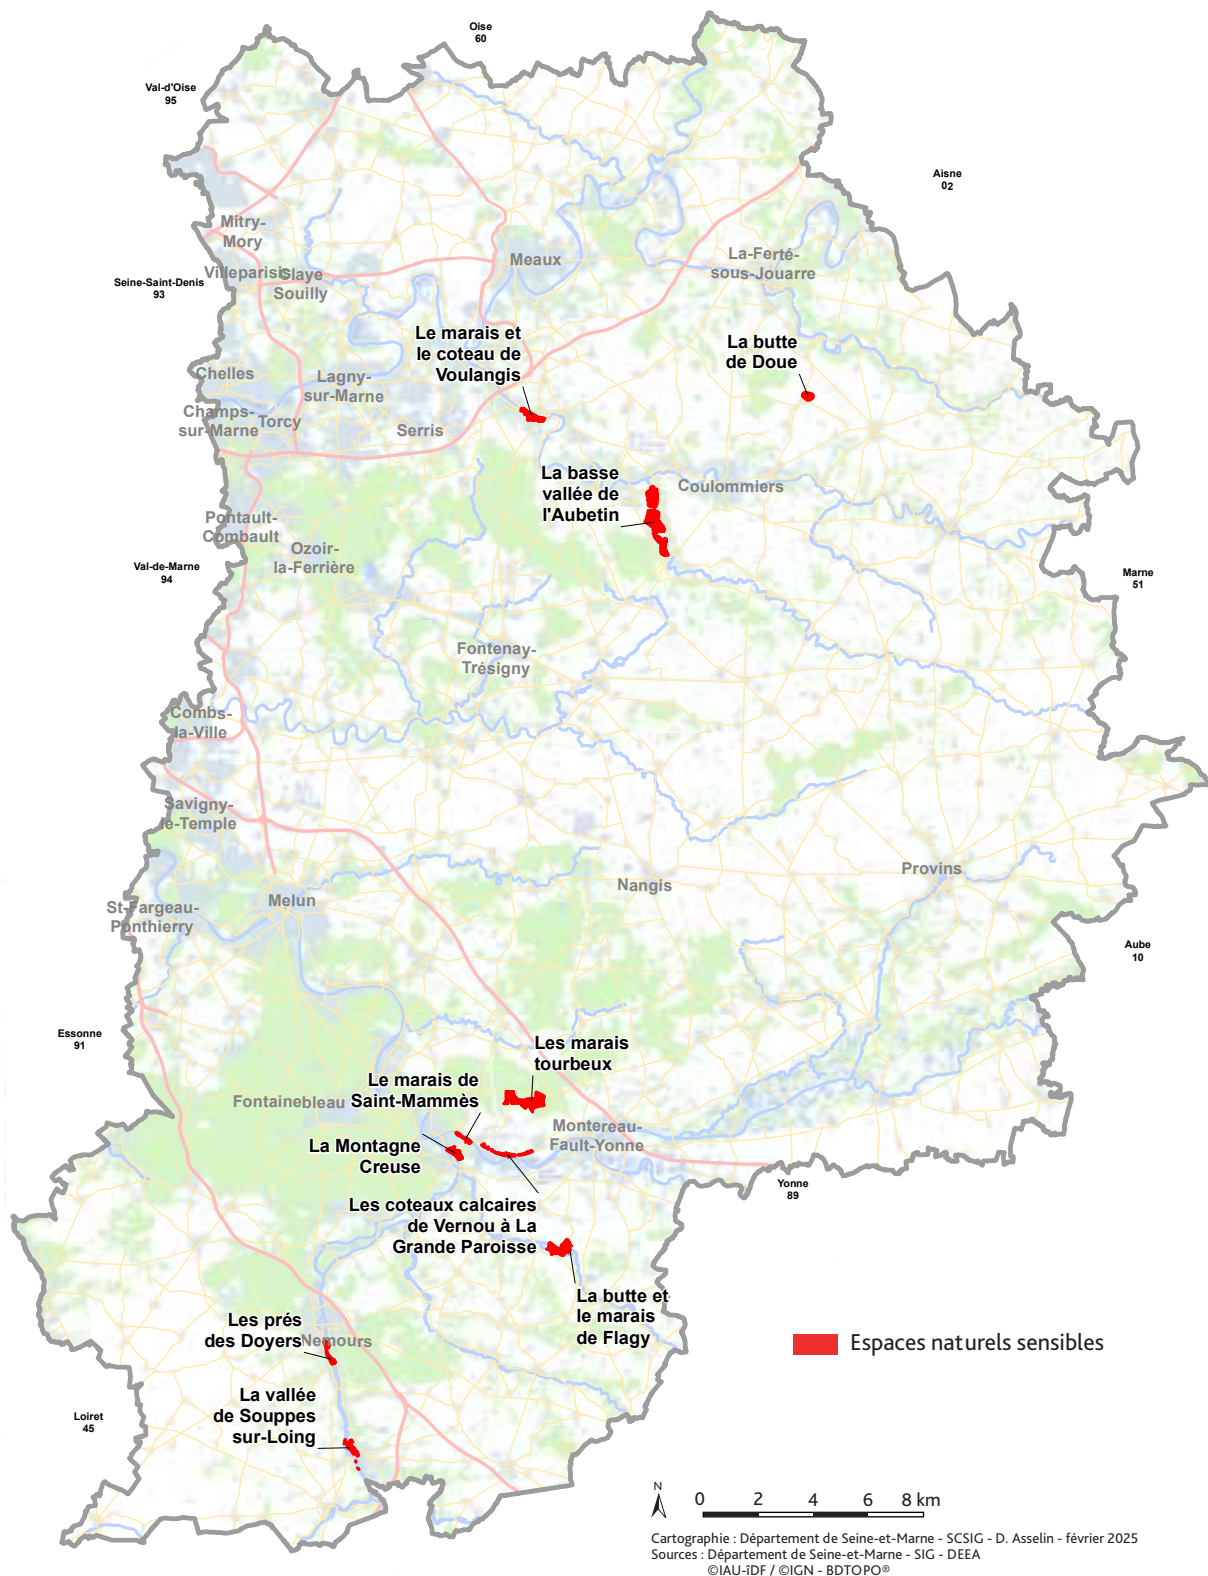 Oise
60
Val-d'Oise
95
Aisne
02
Mitry-
Mory
Villeparisis
Claye
Souilly
Meaux
La-Ferté-
sous-Jouarre
Seine-Saint-Denis
93
Le marais et
le coteau de
Voulangis
La butte
de Doue
Chelles
Lagny-
sur-Marne
Champs-
sur-Marne
Torcy
Serris
La basse
vallée de
l'Aubetin
Coulommiers
Pontault-
Combault
Ozoir-
la-Ferrière
Val-de-Marne
94
Marne
51
Fontenay-
Trésigny
Combs-
la-Ville
Savigny-
le-Temple
Provins
Nangis
Melun
St-Fargeau-
Ponthierry
Aube
10
Essonne
91
Les marais
tourbeux
Le marais de
Saint-Mammès
Fontainebleau
Montereau-
Fault-Yonne
La Montagne
Creuse
Yonne
89
Les coteaux calcaires
de Vernou à La
Grande Paroisse
La butte et
le marais
de Flagy
Les prés
des Doyers
Nemours
Espaces naturels sensibles
La vallée
de Souppes
sur-Loing
Loiret
45
N
0 2 4 6 8 km
Cartographie : Département de Seine-et-Marne - SCSIG - D. Asselin - février 2025
Sources : Département de Seine-et-Marne - SIG - DEEA
©IAU-îDF / ©IGN - BDTOPO®